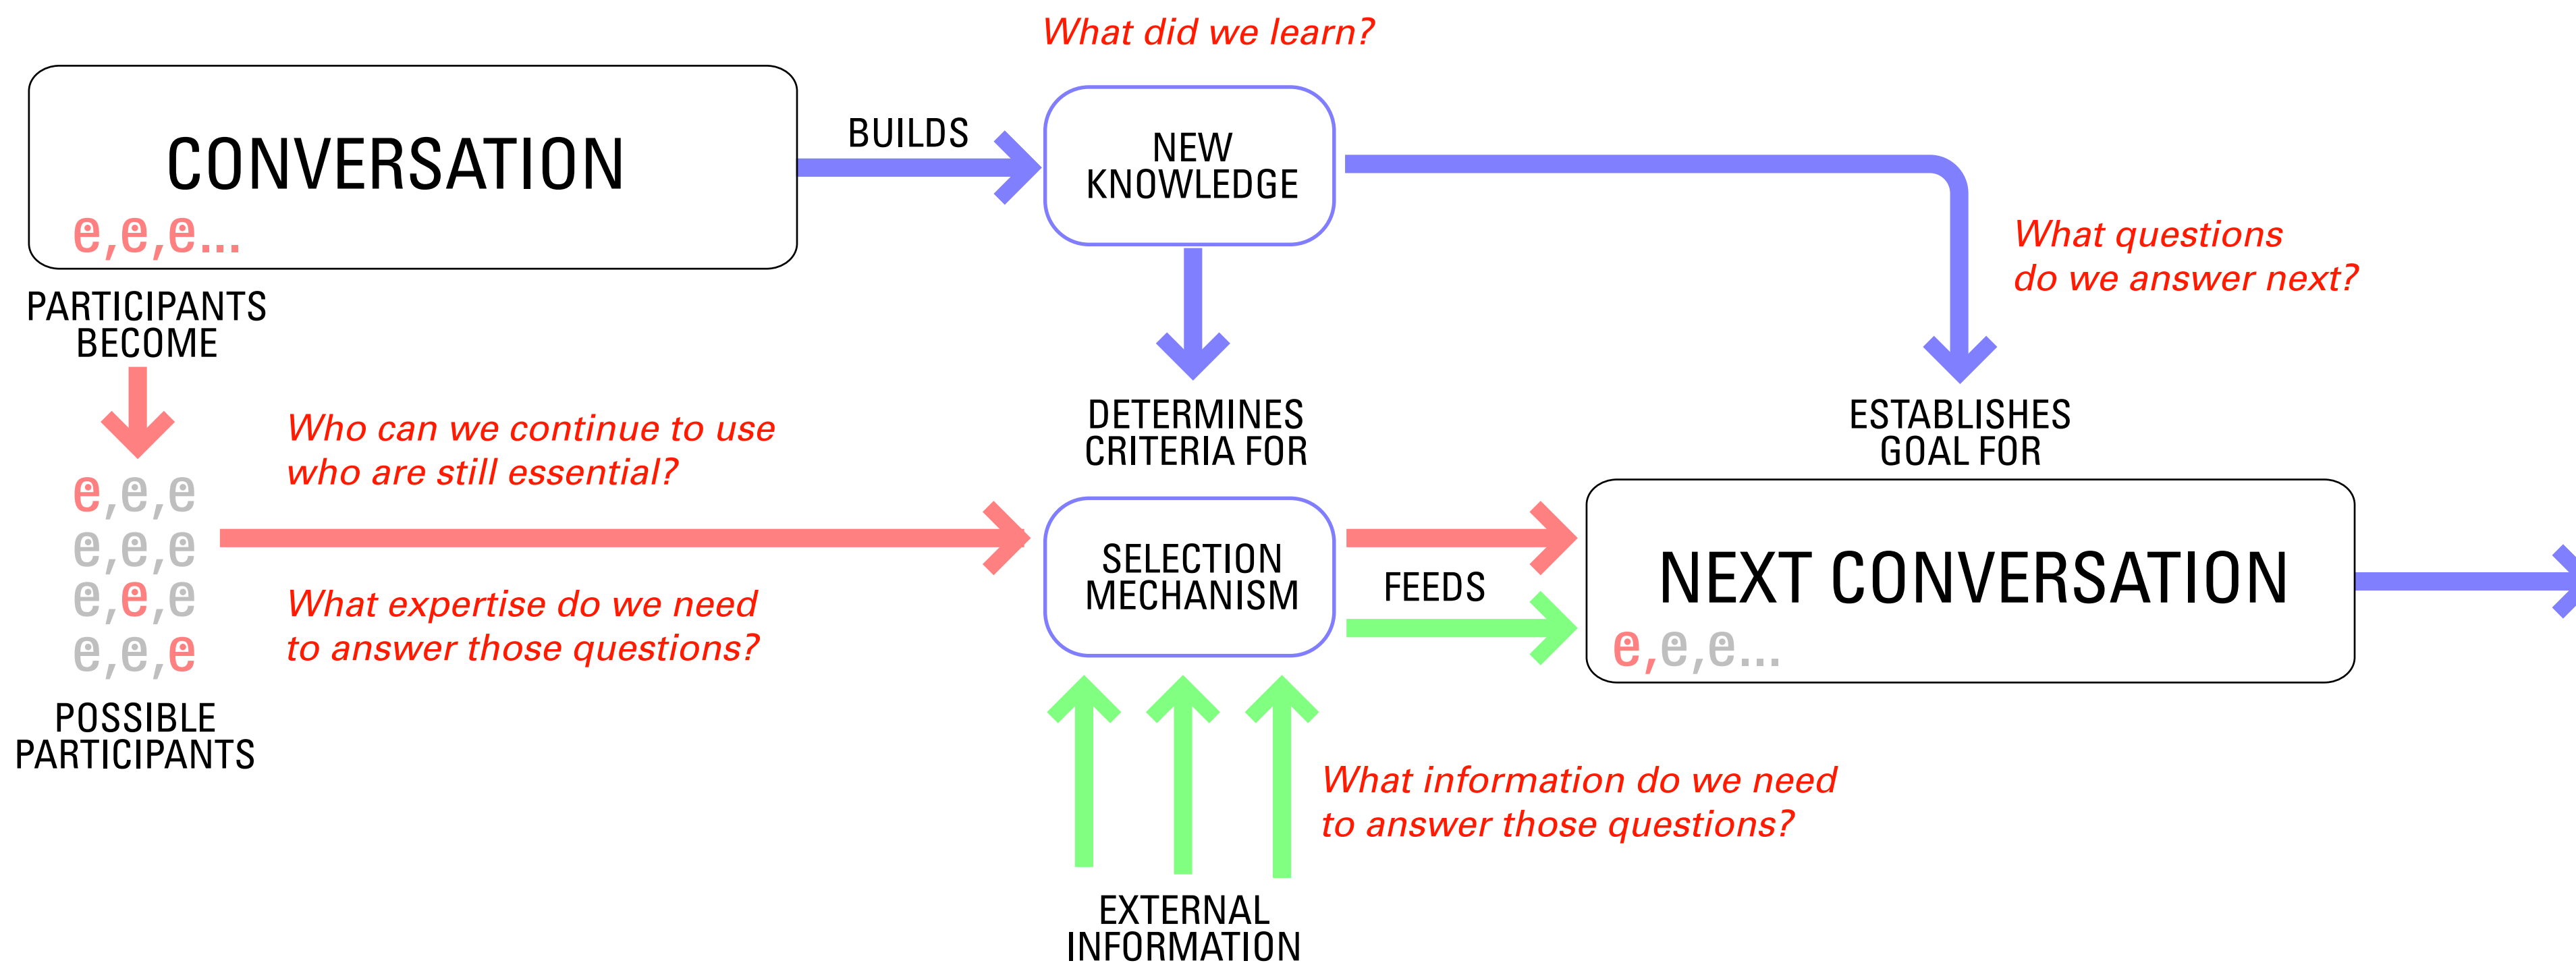 What did we learn?
CONVERSATION
e,e,e...
BUILDS
NEW
KNOWLEDGE
What questions
do we answer next?
PARTICIPANTS
BECOME
Who can we continue to use
who are still essential?
DETERMINES
CRITERIA FOR
ESTABLISHES
GOAL FOR
e,e,e
e,e,e
e,e,e
e,e,e
What expertise do we need
to answer those questions?
SELECTION
MECHANISM
FEEDS
NEXT CONVERSATION
e,e,e...
POSSIBLE
PARTICIPANTS
What information do we need
to answer those questions?
EXTERNAL
INFORMATION